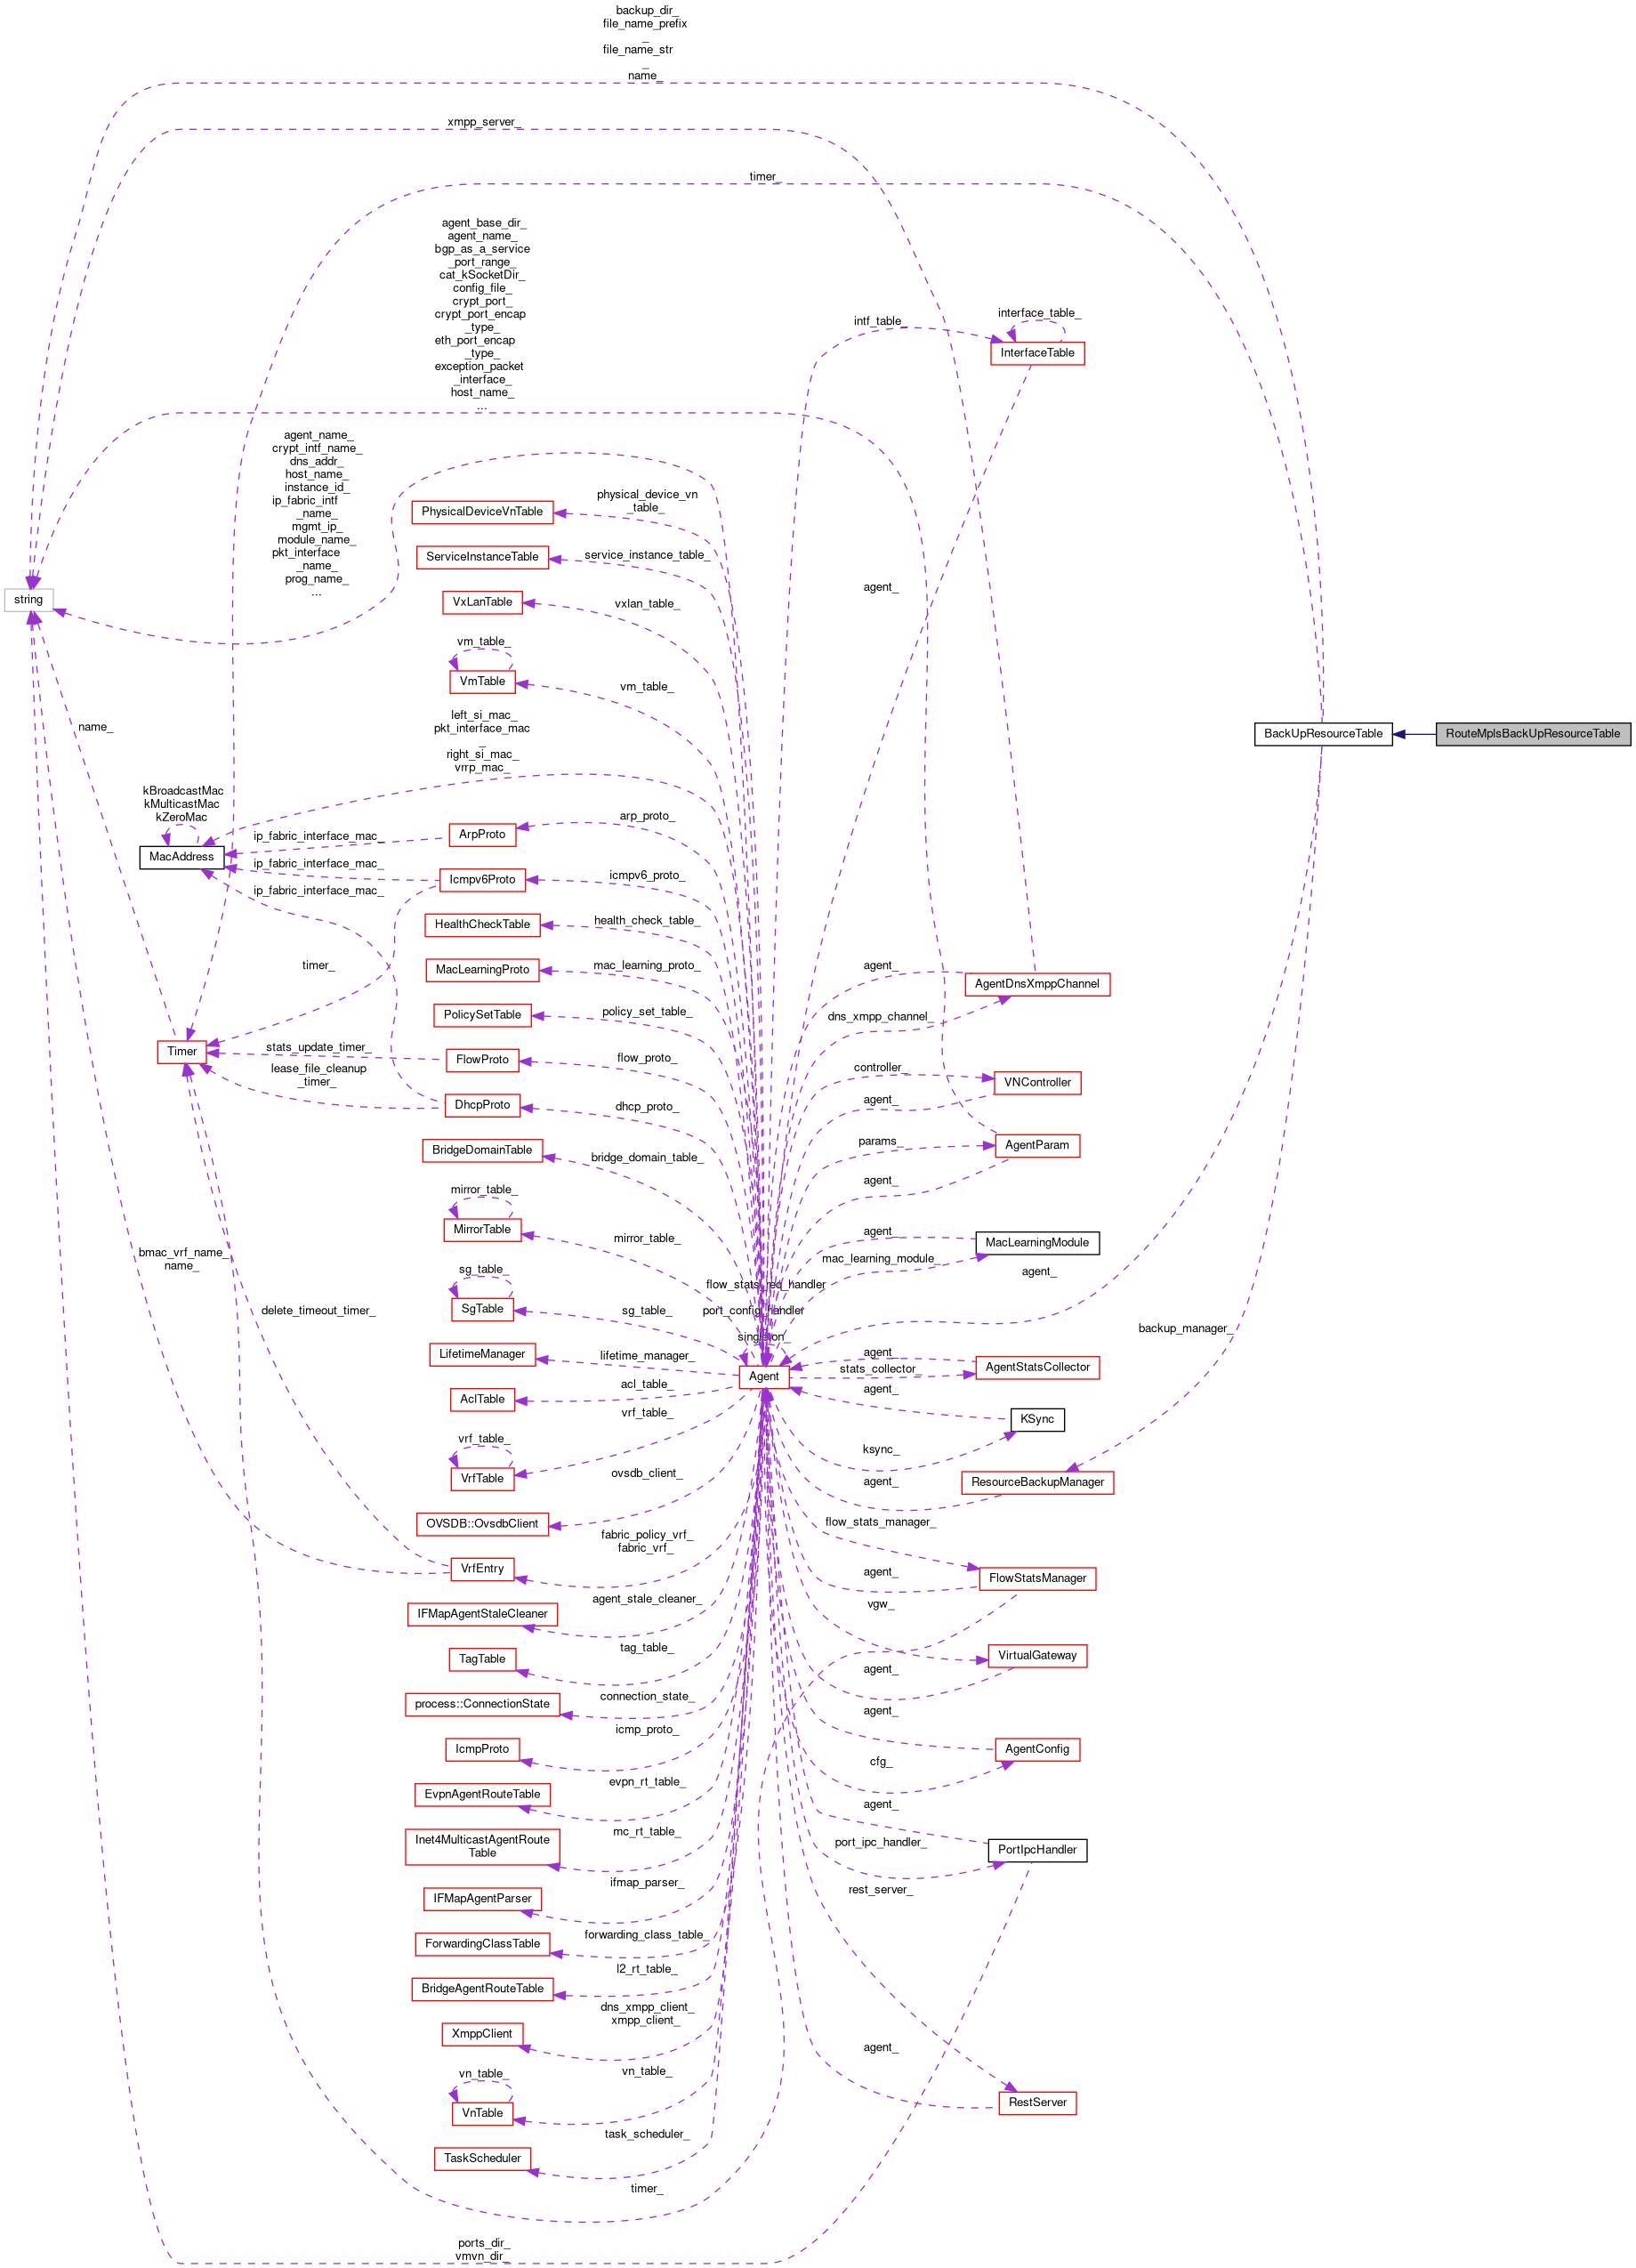 backup_dir_
file_name_prefix
_
file_name_str
_
name_
xmpp_server_
timer_
agent_base_dir_
agent_name_
bgp_as_a_service
_port_range_
cat_kSocketDir_
config_file_
crypt_port_
crypt_port_encap
_type_
eth_port_encap
_type_
exception_packet
_interface_
host_name_
...
intf_table_
interface_table_
InterfaceTable
agent_name_
crypt_intf_name_
dns_addr_
host_name_
instance_id_
ip_fabric_intf
_name_
mgmt_ip_
module_name_
pkt_interface
_name_
prog_name_
...
physical_device_vn
_table_
PhysicalDeviceVnTable
ServiceInstanceTable
service_instance_table_
agent_
string
VxLanTable
vxlan_table_
vm_table_
VmTable
vm_table_
name_
left_si_mac_
pkt_interface_mac
_
right_si_mac_
vrrp_mac_
BackUpResourceTable
RouteMplsBackUpResourceTable
kBroadcastMac
kMulticastMac
kZeroMac
MacAddress
ip_fabric_interface_mac_
ArpProto
arp_proto_
ip_fabric_interface_mac_
Icmpv6Proto
icmpv6_proto_
ip_fabric_interface_mac_
HealthCheckTable
health_check_table_
timer_
MacLearningProto
mac_learning_proto_
agent_
AgentDnsXmppChannel
PolicySetTable
policy_set_table_
dns_xmpp_channel_
Timer
stats_update_timer_
FlowProto
flow_proto_
lease_file_cleanup
_timer_
DhcpProto
dhcp_proto_
controller_
VNController
agent_
BridgeDomainTable
bridge_domain_table_
params_
AgentParam
agent_
mirror_table_
MirrorTable
mirror_table_
agent_
MacLearningModule
mac_learning_module_
bmac_vrf_name_
name_
sg_table_
SgTable
sg_table_
flow_stats_req_handler
port_config_handler
singleton_
agent_
delete_timeout_timer_
backup_manager_
LifetimeManager
lifetime_manager_
Agent
agent_
stats_collector_
AgentStatsCollector
AclTable
acl_table_
agent_
KSync
vrf_table_
vrf_table_
VrfTable
ksync_
ovsdb_client_
agent_
ResourceBackupManager
OVSDB::OvsdbClient
flow_stats_manager_
fabric_policy_vrf_
fabric_vrf_
VrfEntry
agent_
FlowStatsManager
agent_stale_cleaner_
vgw_
IFMapAgentStaleCleaner
TagTable
tag_table_
VirtualGateway
agent_
process::ConnectionState
connection_state_
agent_
IcmpProto
icmp_proto_
AgentConfig
cfg_
EvpnAgentRouteTable
evpn_rt_table_
agent_
Inet4MulticastAgentRoute
Table
mc_rt_table_
port_ipc_handler_
PortIpcHandler
IFMapAgentParser
ifmap_parser_
rest_server_
ForwardingClassTable
forwarding_class_table_
BridgeAgentRouteTable
l2_rt_table_
XmppClient
dns_xmpp_client_
xmpp_client_
agent_
vn_table_
VnTable
vn_table_
RestServer
TaskScheduler
task_scheduler_
timer_
ports_dir_
vmvn_dir_